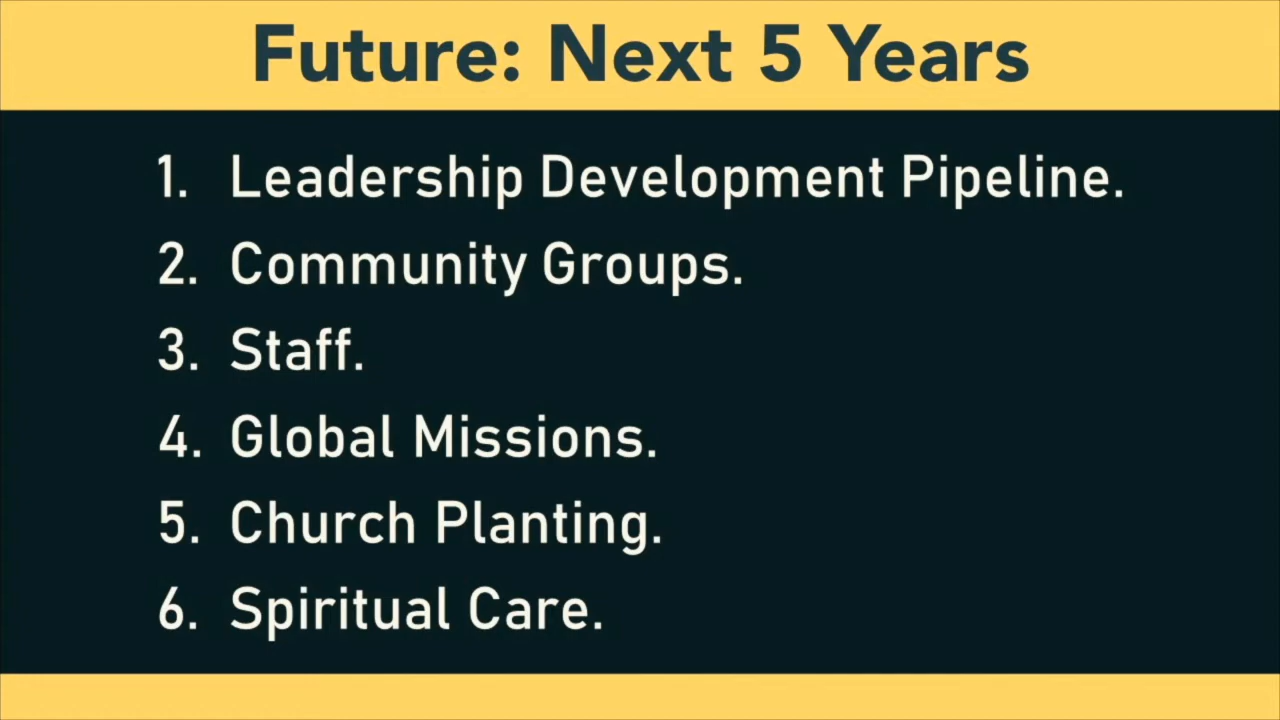 Future: Next 5 Years
1. Leadership Development Pipeline.
2. Community Groups.
3. Staff.
4. Global Missions.
5. Church Planting.
6. Spiritual Care.